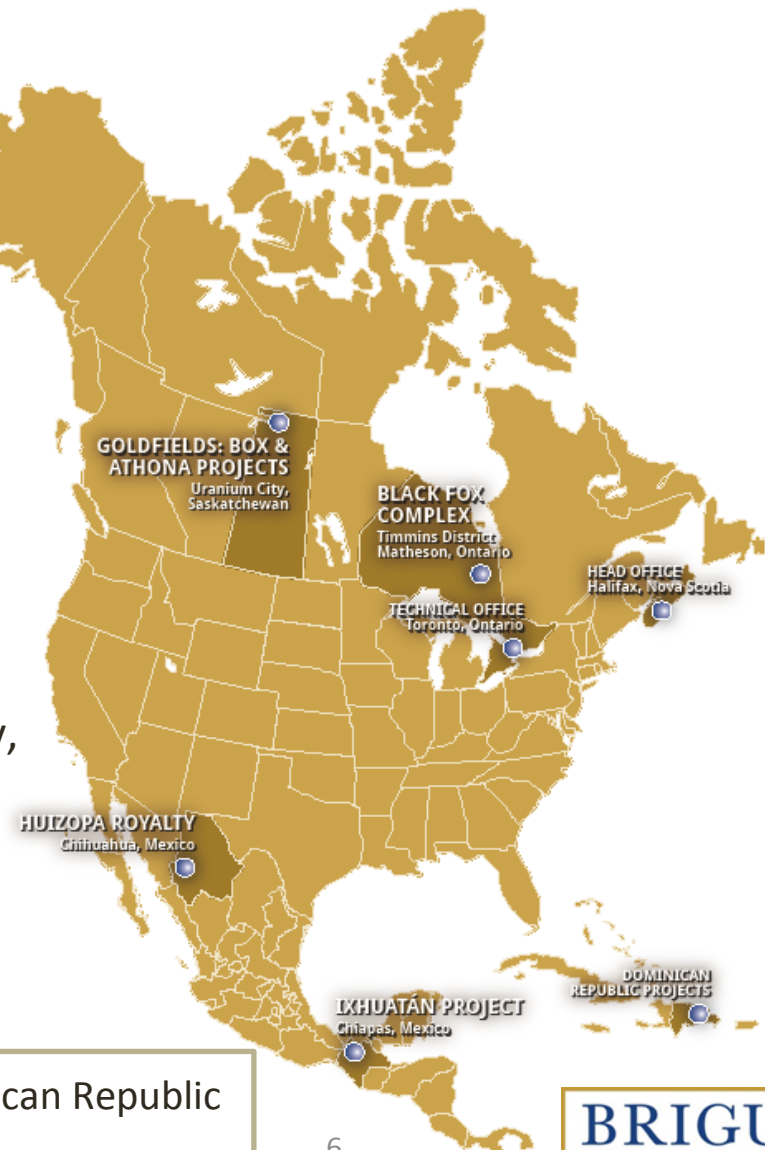 GOLDFIELDS: BOX &
ATHONA PROJECTS
Uranium City,
Saskatchewan
BLACK FOX
COMPLEX
Timmins District
Matheson, Ontario
HEAD OFFICE
Halifax, Nova Scotia
TECHNICAL OFFICE
Toronto, Ontario
HUIZOPA ROYALTY
Chihuahua, Mexico
DOMINICAN
REPUBLIC PROJECTS
IXHUATÁN PROJECT
Chiapas, Mexico
can Republic
6
BRIGU